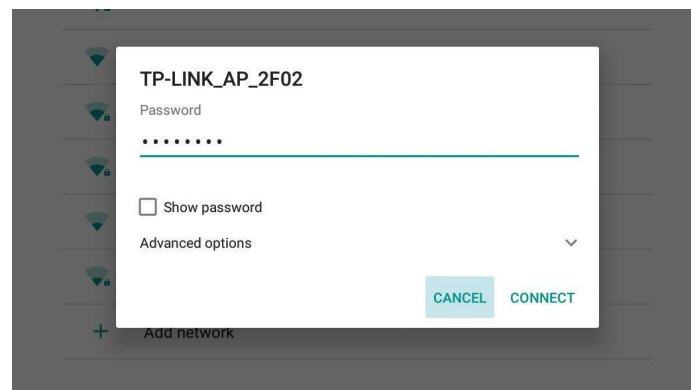 TP-LINK_AP_2F02
Password
••••••••
Show password
Advanced options
CANCEL CONNECT
Add network